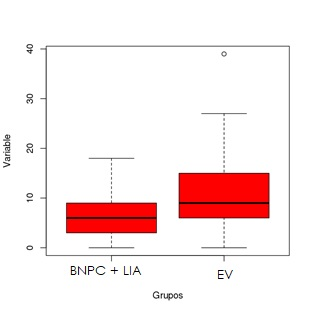 Variable
40
30
20
10
0
BNPC + LIA
EV
Grupos